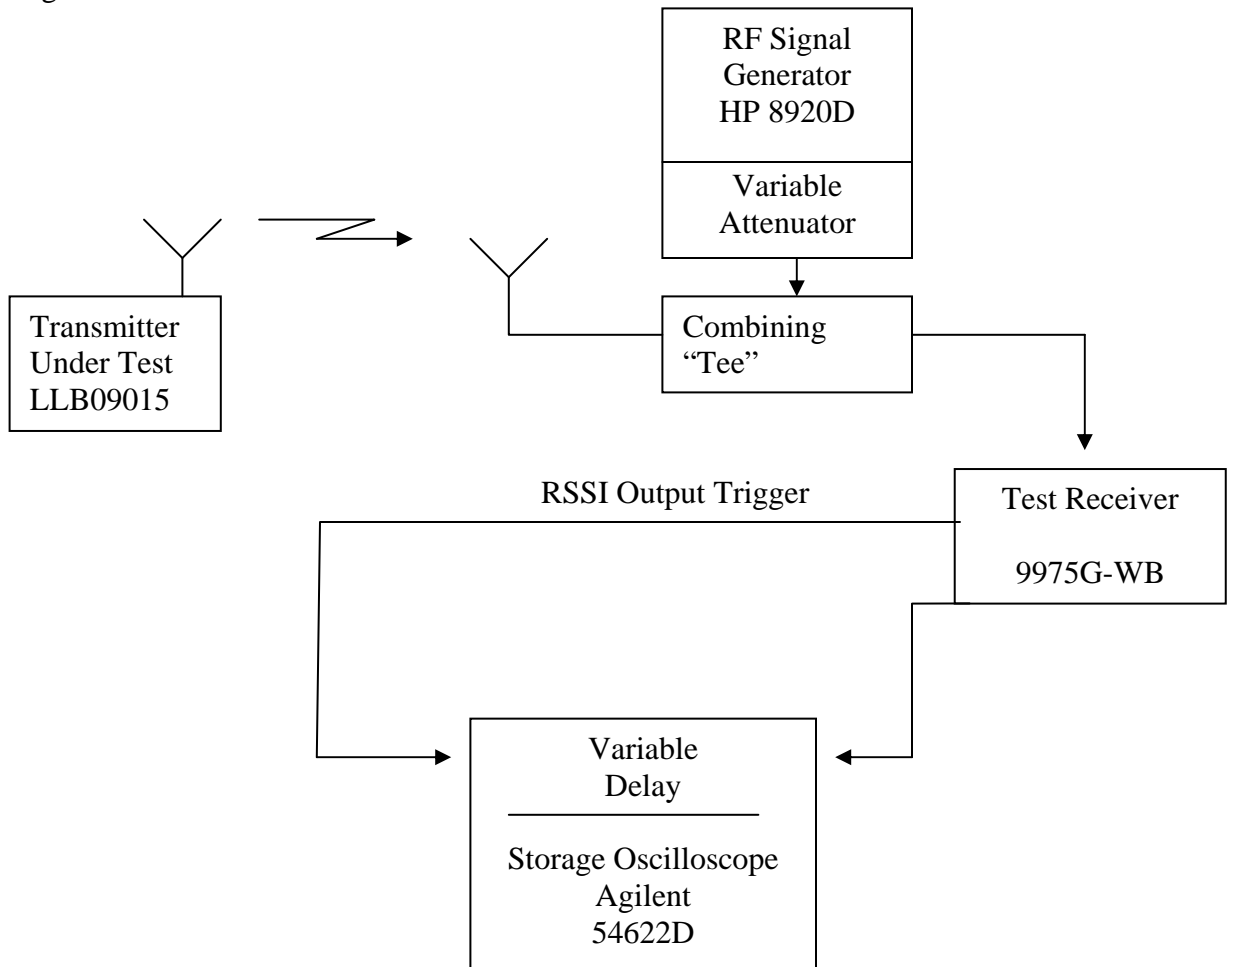 RF Signal
Generator
HP 8920D
Variable
Attenuator
Transmitter
Under Test
LLB09015
Combining
“Tee”
RSSI Output Trigger
Test Receiver
9975G-WB
Variable
Delay
Storage Oscilloscope
Agilent
54622D